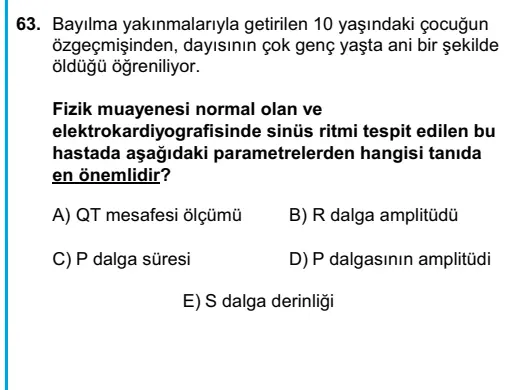 63. Bayılma yakınmalarıyla getirilen 10 yaşındaki çocuğun
özgeçmişinden, dayısının çok genç yaşta ani bir şekilde
öldüğü öğreniliyor.
Fizik muayenesi normal olan ve
elektrokardiyografisinde sinüs ritmi tespit edilen bu
hastada aşağıdaki parametrelerden hangisi tanıda
en önemlidir?
A) QT mesafesi ölçümü B) R dalga amplitüdü
C) P dalga süresi D) P dalgasının amplitüdi
E) S dalga derinliği